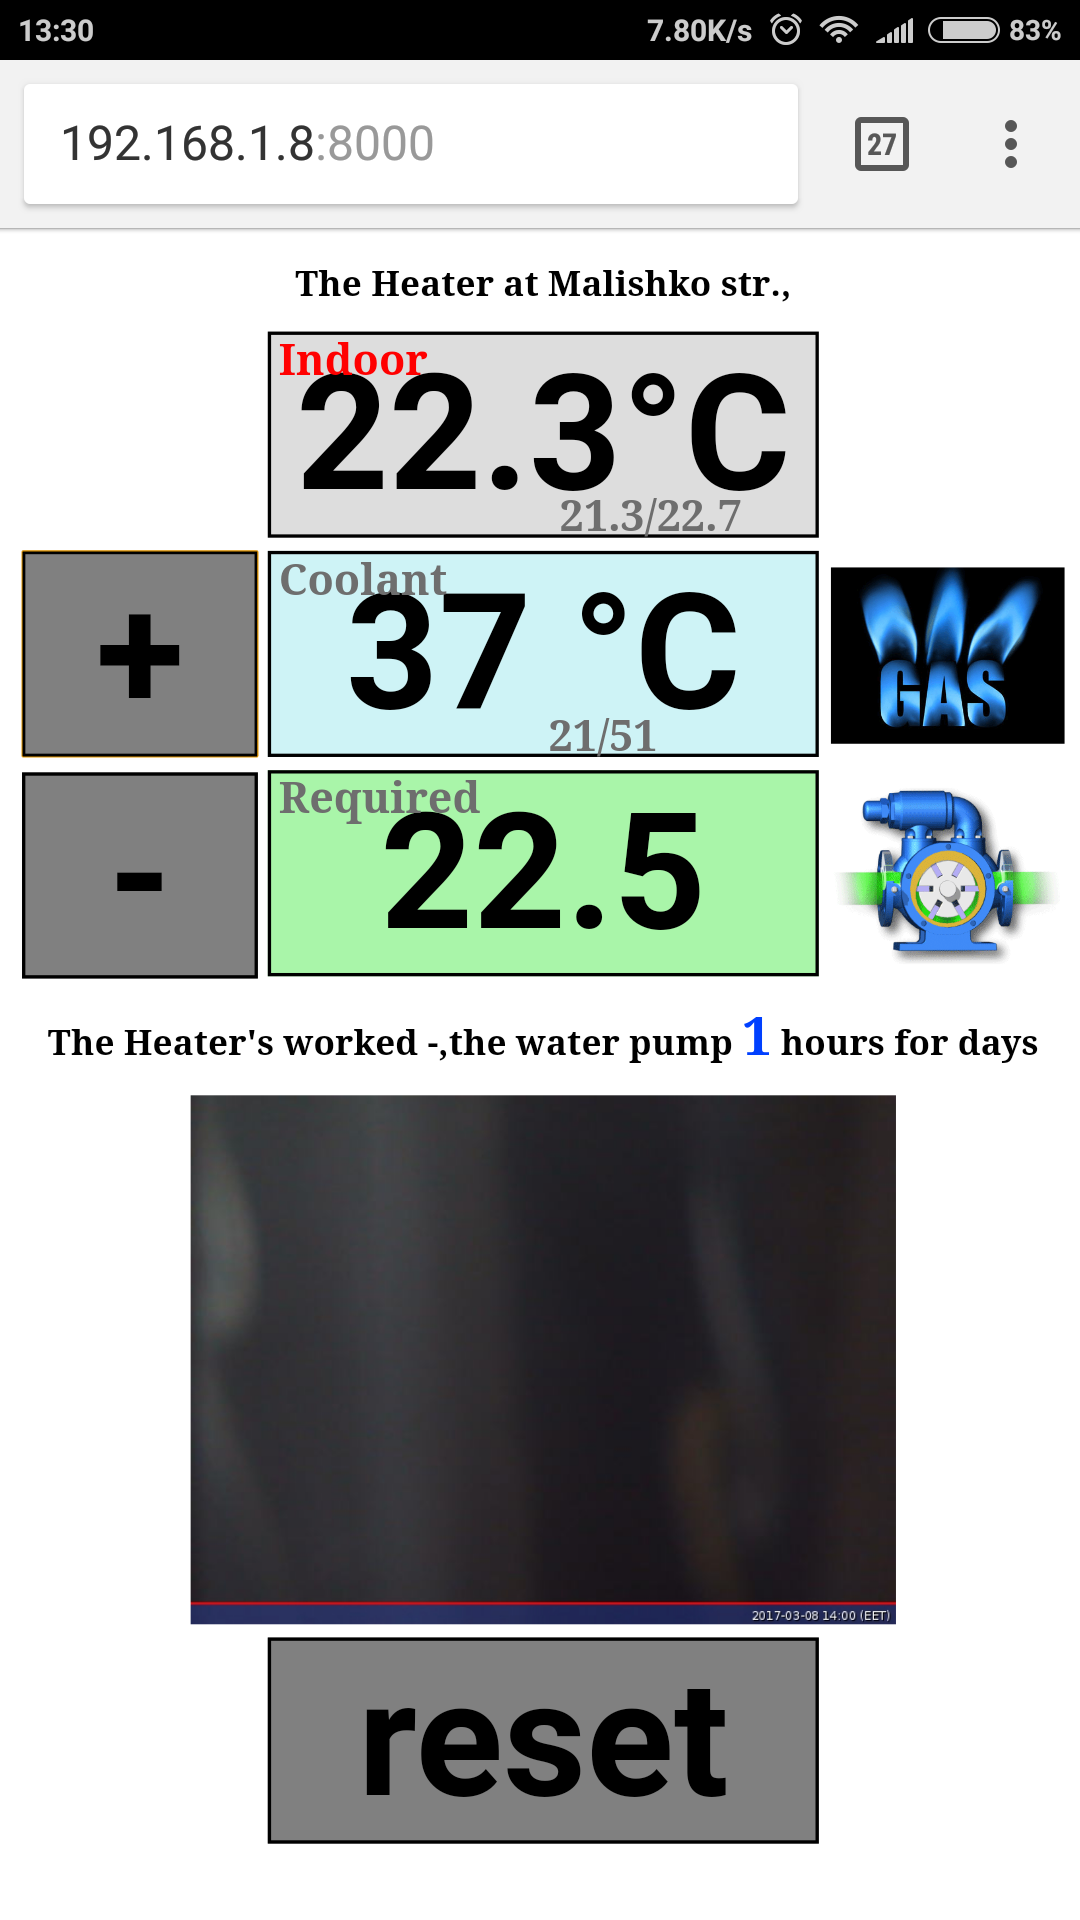 13:30 7.80K/s 83%
192.168.1.8:8000 27
The Heater at Malishko str.,
Indoor
22.3°C
21.3/22.7
+
Coolant
37 °C
21/51
GAS
-
Required
22.5
The Heater's worked -,the water pump 1 hours for days
2017-03-08 14:00 (EET)
reset